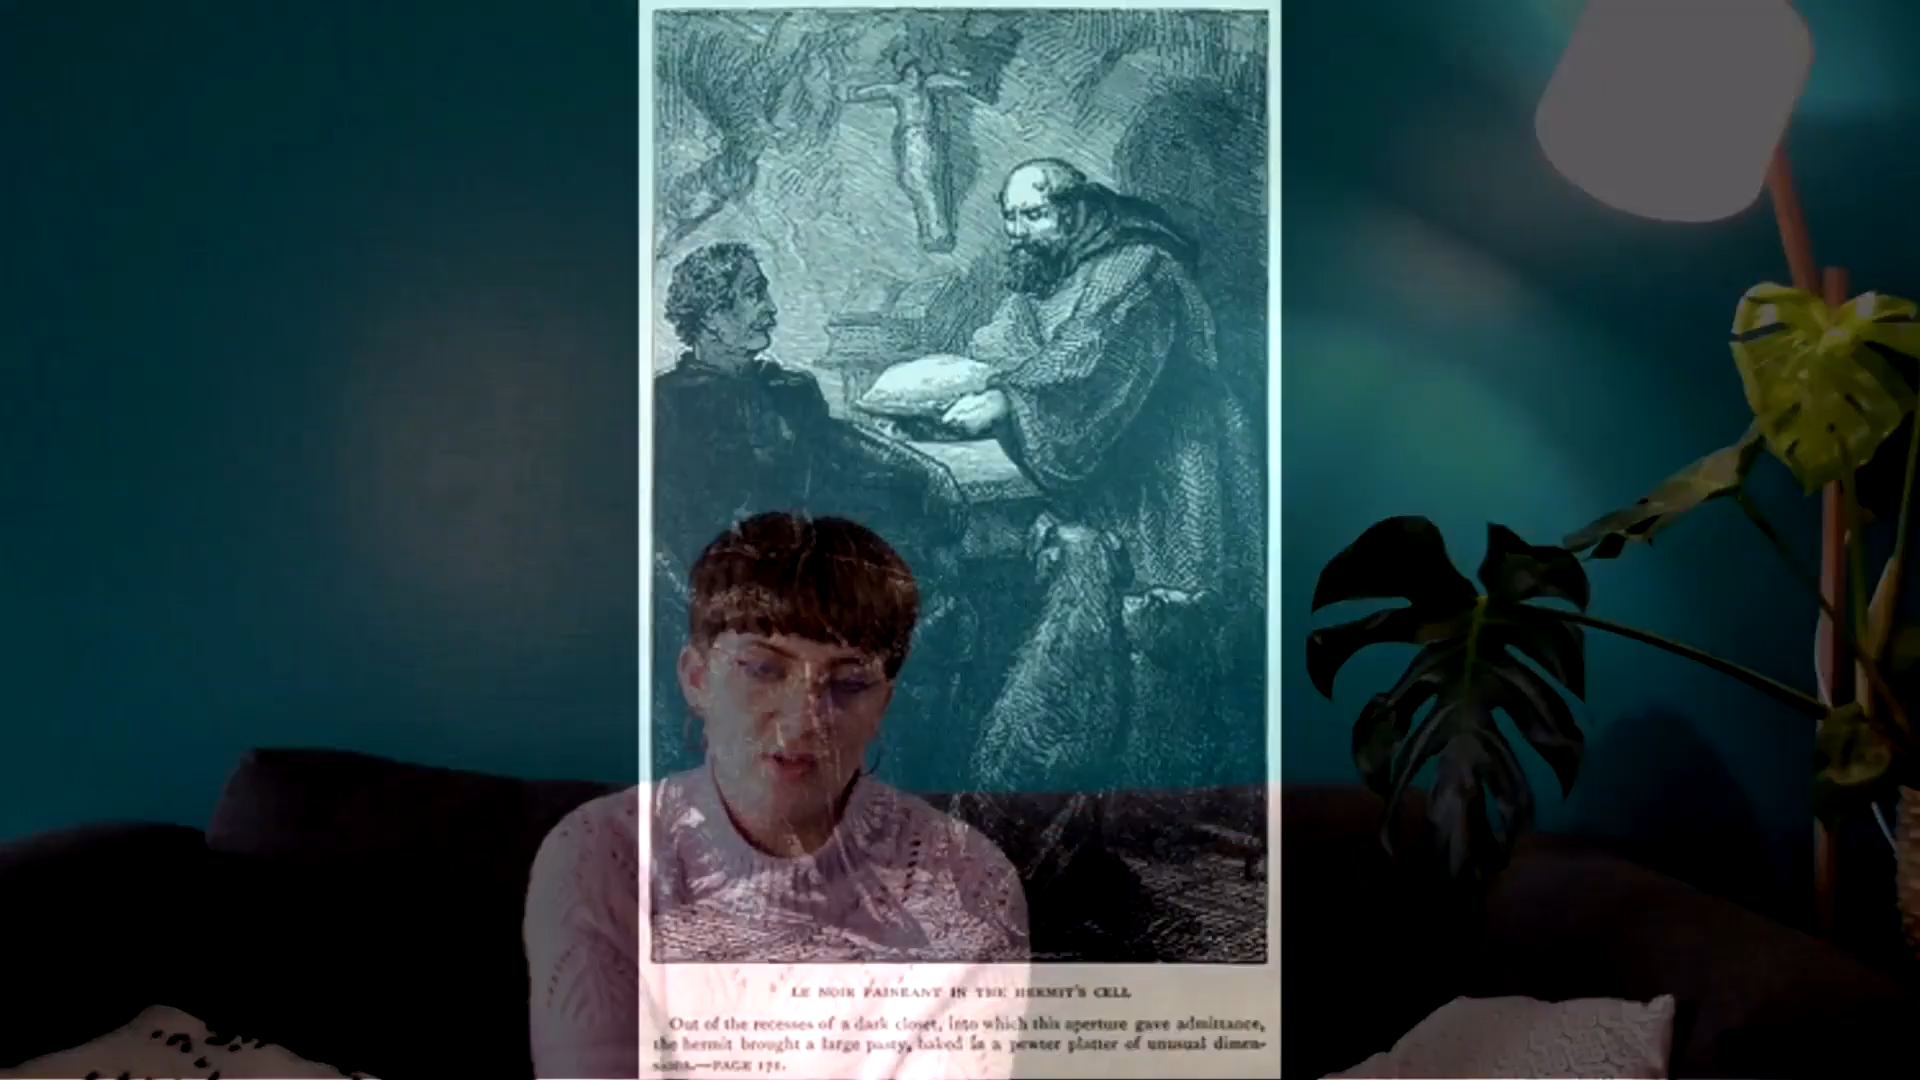 LE NOIR FAINEANT IN THE HERMIT'S CELL
Out of the recesses of a dark closet, into which this aperture gave admittance,
the hermit brought a large pasty, baked in a pewter platter of unusual dimen-
sions.—PAGE 171.